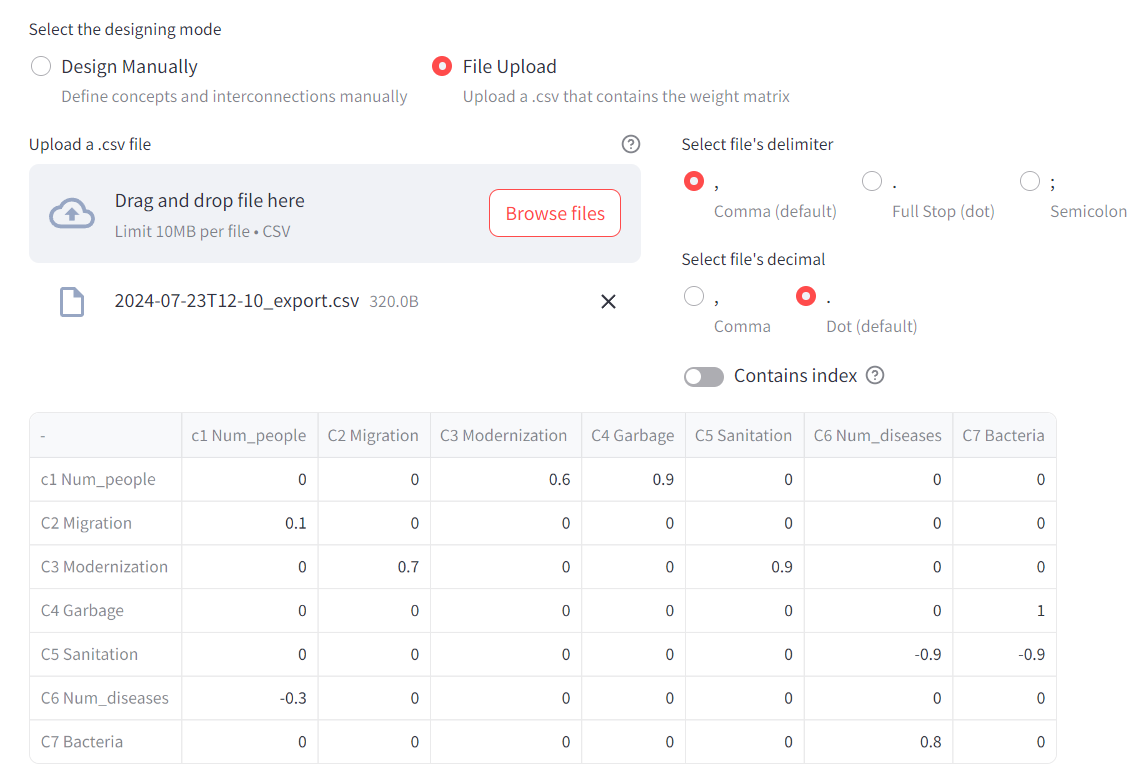 Select the designing mode
Design Manually
Define concepts and interconnections manually
File Upload
Upload a .csv that contains the weight matrix
Upload a .csv file
?
Drag and drop file here
Limit 10MB per file • CSV
Browse files
2024-07-23T12-10_export.csv 320.0B
Select file's delimiter
,
Comma (default)
.
Full Stop (dot)
;
Semicolon
Select file's decimal
,
Comma
.
Dot (default)
Contains index ?
- c1 Num_people C2 Migration C3 Modernization C4 Garbage C5 Sanitation C6 Num_diseases C7 Bacteria
c1 Num_people 0 0 0.6 0.9 0 0 0
C2 Migration 0.1 0 0 0 0 0 0
C3 Modernization 0 0.7 0 0 0.9 0 0
C4 Garbage 0 0 0 0 0 0 1
C5 Sanitation 0 0 0 0 0 -0.9 -0.9
C6 Num_diseases -0.3 0 0 0 0 0 0
C7 Bacteria 0 0 0 0 0 0.8 0